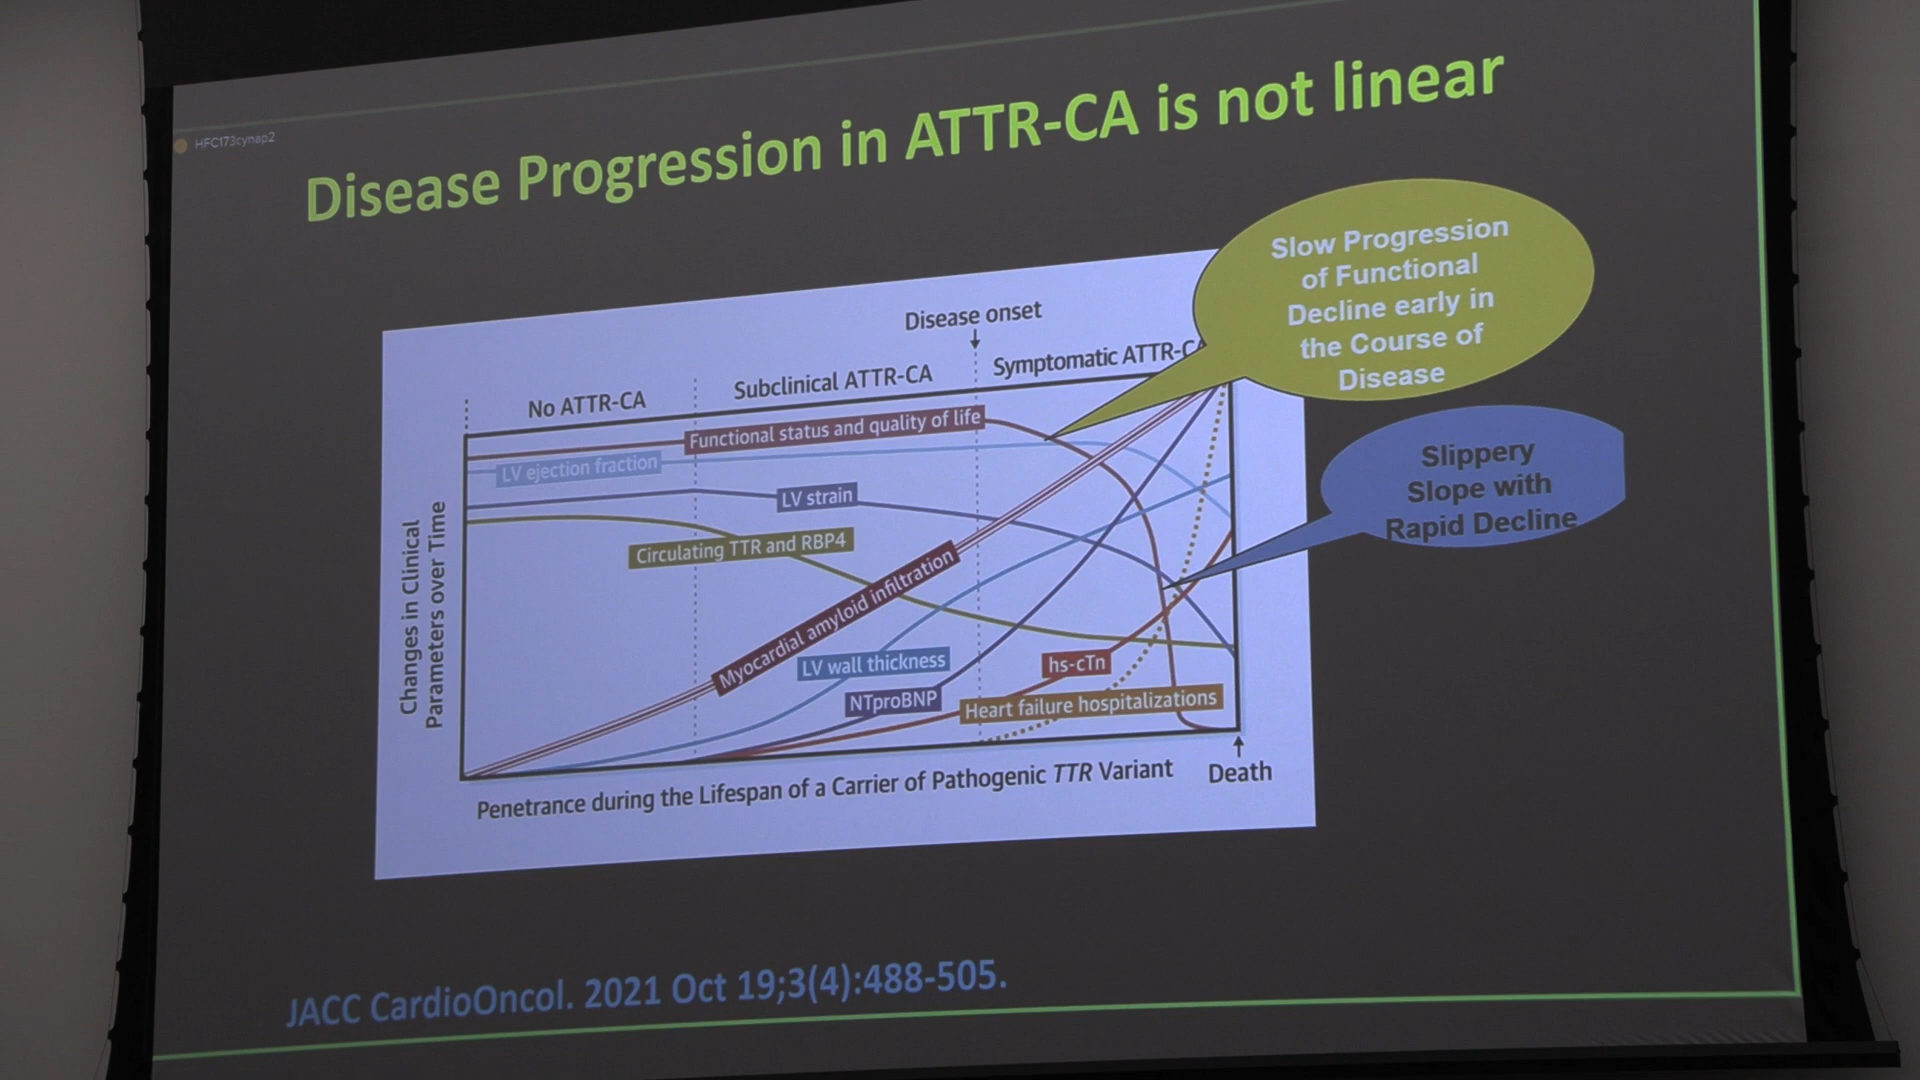 HFC173cynap2
Disease Progression in ATTR-CA is not linear
Slow Progression
of Functional
Decline early in
the Course of
Disease
Slippery
Slope with
Rapid Decline
Disease onset
No ATTR-CA
Subclinical ATTR-CA
Symptomatic ATTR-CA
Functional status and quality of life
LV ejection fraction
LV strain
Circulating TTR and RBP4
Myocardial amyloid infiltration
LV wall thickness
NTproBNP
hs-cTn
Heart failure hospitalizations
Changes in Clinical
Parameters over Time
Penetrance during the Lifespan of a Carrier of Pathogenic TTR Variant
Death
JACC CardioOncol. 2021 Oct 19;3(4):488-505.